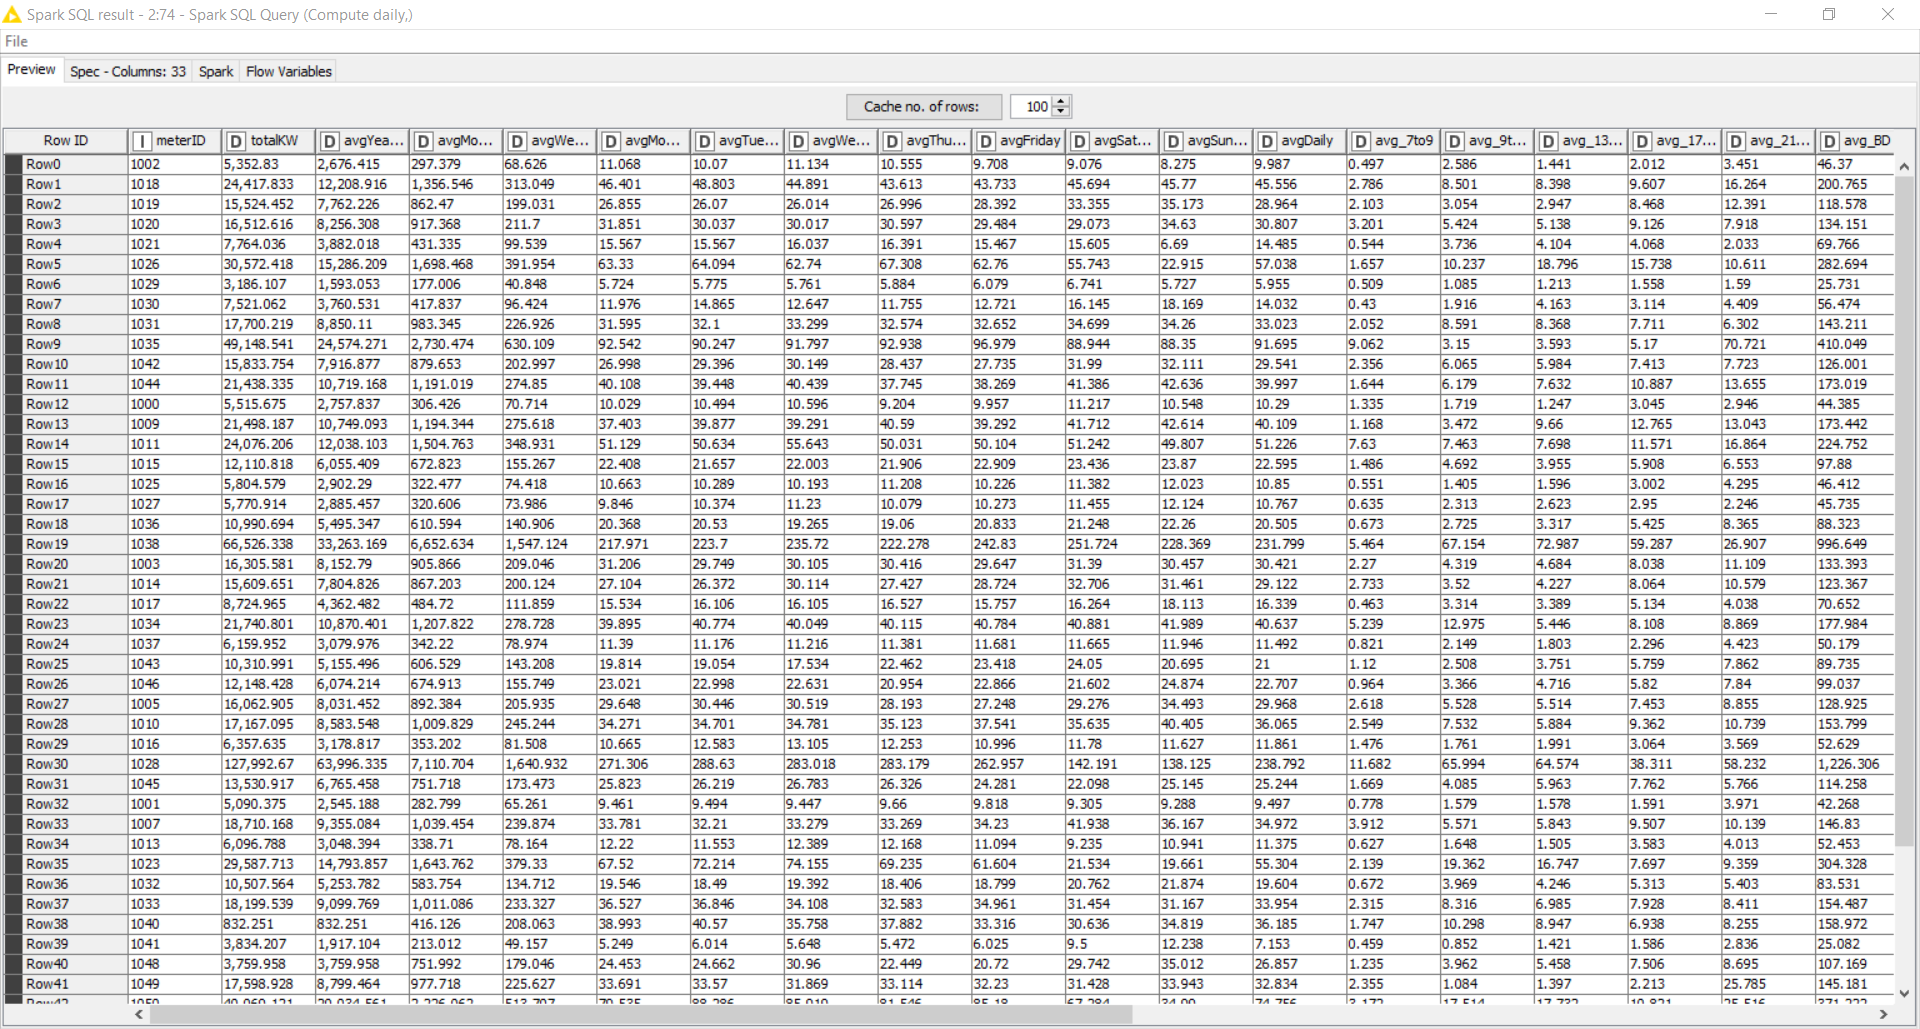 Spark SQL result - 2:74 - Spark SQL Query (Compute daily,)
File
Preview Spec - Columns: 33 Spark Flow Variables
Cache no. of rows: 100
Row ID I meterID D totalKW D avgYea... D avgMo... D avgWe... D avgMo... D avgTue... D avgWe... D avgThu... D avgFriday D avgSat... D avgSun... D avgDaily D avg_7to9 D avg_9t... D avg_13... D avg_17... D avg_21... D avg_BD
Row0 1002 5,352.83 2,676.415 297.379 68.626 11.068 10.07 11.134 10.555 9.708 9.076 8.275 9.987 0.497 2.586 1.441 2.012 3.451 46.37
Row1 1018 24,417.833 12,208.916 1,356.546 313.049 46.401 48.803 44.891 43.613 43.733 45.694 45.77 45.556 2.786 8.501 8.398 9.607 16.264 200.765
Row2 1019 15,524.452 7,762.226 862.47 199.031 26.855 26.07 26.014 26.996 28.392 33.355 35.173 28.964 2.103 3.054 2.947 8.468 12.391 118.578
Row3 1020 16,512.616 8,256.308 917.368 211.7 31.851 30.037 30.017 30.597 29.484 29.073 34.63 30.807 3.201 5.424 5.138 9.126 7.918 134.151
Row4 1021 7,764.036 3,882.018 431.335 99.539 15.567 15.567 16.037 16.391 15.467 15.605 6.69 14.485 0.544 3.736 4.104 4.068 2.033 69.766
Row5 1026 30,572.418 15,286.209 1,698.468 391.954 63.33 64.094 62.74 67.308 62.76 55.743 22.915 57.038 1.657 10.237 18.796 15.738 10.611 282.694
Row6 1029 3,186.107 1,593.053 177.006 40.848 5.724 5.775 5.761 5.884 6.079 6.741 5.727 5.955 0.509 1.085 1.213 1.558 1.59 25.731
Row7 1030 7,521.062 3,760.531 417.837 96.424 11.976 14.865 12.647 11.755 12.721 16.145 18.169 14.032 0.43 1.916 4.163 3.114 4.409 56.474
Row8 1031 17,700.219 8,850.11 983.345 226.926 31.595 32.1 33.299 32.574 32.652 34.699 34.26 33.023 2.052 8.591 8.368 7.711 6.302 143.211
Row9 1035 49,148.541 24,574.271 2,730.474 630.109 92.542 90.247 91.797 92.938 96.979 88.944 88.35 91.695 9.062 3.15 3.593 5.17 70.721 410.049
Row10 1042 15,833.754 7,916.877 879.653 202.997 26.998 29.396 30.149 28.437 27.735 31.99 32.111 29.541 2.356 6.065 5.984 7.413 7.723 126.001
Row11 1044 21,438.335 10,719.168 1,191.019 274.85 40.108 39.448 40.439 37.745 38.269 41.386 42.636 39.997 1.644 6.179 7.632 10.887 13.655 173.019
Row12 1000 5,515.675 2,757.837 306.426 70.714 10.029 10.494 10.596 9.204 9.957 11.217 10.548 10.29 1.335 1.719 1.247 3.045 2.946 44.385
Row13 1009 21,498.187 10,749.093 1,194.344 275.618 37.403 39.877 39.291 40.59 39.292 41.712 42.614 40.109 1.168 3.472 9.66 12.765 13.043 173.442
Row14 1011 24,076.206 12,038.103 1,504.763 348.931 51.129 50.634 55.643 50.031 50.104 51.242 49.807 51.226 7.63 7.463 7.698 11.571 16.864 224.752
Row15 1015 12,110.818 6,055.409 672.823 155.267 22.408 21.657 22.003 21.906 22.909 23.436 23.87 22.595 1.486 4.692 3.955 5.908 6.553 97.88
Row16 1025 5,804.579 2,902.29 322.477 74.418 10.663 10.289 10.193 11.208 10.226 11.382 12.023 10.85 0.551 1.405 1.596 3.002 4.295 46.412
Row17 1027 5,770.914 2,885.457 320.606 73.986 9.846 10.374 11.23 10.079 10.273 11.455 12.124 10.767 0.635 2.313 2.623 2.95 2.246 45.735
Row18 1036 10,990.694 5,495.347 610.594 140.906 20.368 20.53 19.265 19.06 20.833 21.248 22.26 20.505 0.673 2.725 3.317 5.425 8.365 88.323
Row19 1038 66,526.338 33,263.169 6,652.634 1,547.124 217.971 223.7 235.72 222.278 242.83 251.724 228.369 231.799 5.464 67.154 72.987 59.287 26.907 996.649
Row20 1003 16,305.581 8,152.79 905.866 209.046 31.206 29.749 30.105 30.416 29.647 31.39 30.457 30.421 2.27 4.319 4.684 8.038 11.109 133.393
Row21 1014 15,609.651 7,804.826 867.203 200.124 27.104 26.372 30.114 27.427 28.724 32.706 31.461 29.122 2.733 3.52 4.227 8.064 10.579 123.367
Row22 1017 8,724.965 4,362.482 484.72 111.859 15.534 16.106 16.105 16.527 15.757 16.264 18.113 16.339 0.463 3.314 3.389 5.134 4.038 70.652
Row23 1034 21,740.801 10,870.401 1,207.822 278.728 39.895 40.774 40.049 40.115 40.784 40.881 41.989 40.637 5.239 12.975 5.446 8.108 8.869 177.984
Row24 1037 6,159.952 3,079.976 342.22 78.974 11.39 11.176 11.216 11.381 11.681 11.665 11.946 11.492 0.821 2.149 1.803 2.296 4.423 50.179
Row25 1043 10,310.991 5,155.496 606.529 143.208 19.814 19.054 17.534 22.462 23.418 24.05 20.695 21 1.12 2.508 3.751 5.759 7.862 89.735
Row26 1046 12,148.428 6,074.214 674.913 155.749 23.021 22.998 22.631 20.954 22.866 21.602 24.874 22.707 0.964 3.366 4.716 5.82 7.84 99.037
Row27 1005 16,062.905 8,031.452 892.384 205.935 29.648 30.446 30.519 28.193 27.248 29.276 34.493 29.968 2.618 5.528 5.514 7.453 8.855 128.925
Row28 1010 17,167.095 8,583.548 1,009.829 245.244 34.271 34.701 34.781 35.123 37.541 35.635 40.405 36.065 2.549 7.532 5.884 9.362 10.739 153.799
Row29 1016 6,357.635 3,178.817 353.202 81.508 10.665 12.583 13.105 12.253 10.996 11.78 11.627 11.861 1.476 1.761 1.991 3.064 3.569 52.629
Row30 1028 127,992.67 63,996.335 7,110.704 1,640.932 271.306 288.63 283.018 283.179 262.957 142.191 138.125 238.792 11.682 65.994 64.574 38.311 58.232 1,226.306
Row31 1045 13,530.917 6,765.458 751.718 173.473 25.823 26.219 26.783 26.326 24.281 22.098 25.145 25.244 1.669 4.085 5.963 7.762 5.766 114.258
Row32 1001 5,090.375 2,545.188 282.799 65.261 9.461 9.494 9.447 9.66 9.818 9.305 9.288 9.497 0.778 1.579 1.578 1.591 3.971 42.268
Row33 1007 18,710.168 9,355.084 1,039.454 239.874 33.781 32.21 33.279 33.269 34.23 41.938 36.167 34.972 3.912 5.571 5.843 9.507 10.139 146.83
Row34 1013 6,096.788 3,048.394 338.71 78.164 12.22 11.553 12.389 12.168 11.094 9.235 10.941 11.375 0.627 1.648 1.505 3.583 4.013 52.453
Row35 1023 29,587.713 14,793.857 1,643.762 379.33 67.52 72.214 74.155 69.235 61.604 21.534 19.661 55.304 2.139 19.362 16.747 7.697 9.359 304.328
Row36 1032 10,507.564 5,253.782 583.754 134.712 19.546 18.49 19.392 18.406 18.799 20.762 21.874 19.604 0.672 3.969 4.246 5.313 5.403 83.531
Row37 1033 18,199.539 9,099.769 1,011.086 233.327 36.527 36.846 34.108 32.583 34.961 31.454 31.167 33.954 2.315 8.316 6.985 7.928 8.411 154.487
Row38 1040 832.251 832.251 416.126 208.063 38.993 40.57 35.758 37.882 33.316 30.636 34.819 36.185 1.747 10.298 8.947 6.938 8.255 158.972
Row39 1041 3,834.207 1,917.104 213.012 49.157 5.249 6.014 5.648 5.472 6.025 9.5 12.238 7.153 0.459 0.852 1.421 1.586 2.836 25.082
Row40 1048 3,759.958 3,759.958 751.992 179.046 24.453 24.662 30.96 22.449 20.72 29.742 35.012 26.857 1.235 3.962 5.458 7.506 8.695 107.169
Row41 1049 17,598.928 8,799.464 977.718 225.627 33.691 33.57 31.869 33.114 32.23 31.428 33.943 32.834 2.355 1.084 1.397 2.213 25.785 145.181